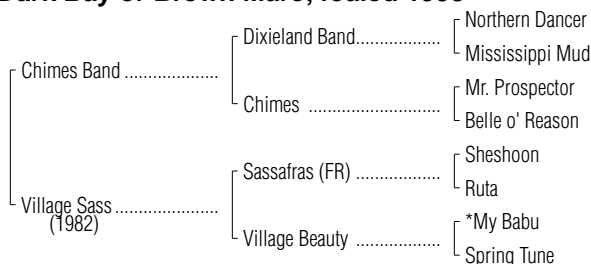 Dark Bay or Brown Mare; foaled 1999
Northern Dancer
Dixieland Band
Mississippi Mud
Chimes Band
Mr. Prospector
Chimes
Belle o' Reason
Sheshoon
Sassafras (FR)
Ruta
Village Sass
(1982)
*My Babu
Village Beauty
Spring Tune